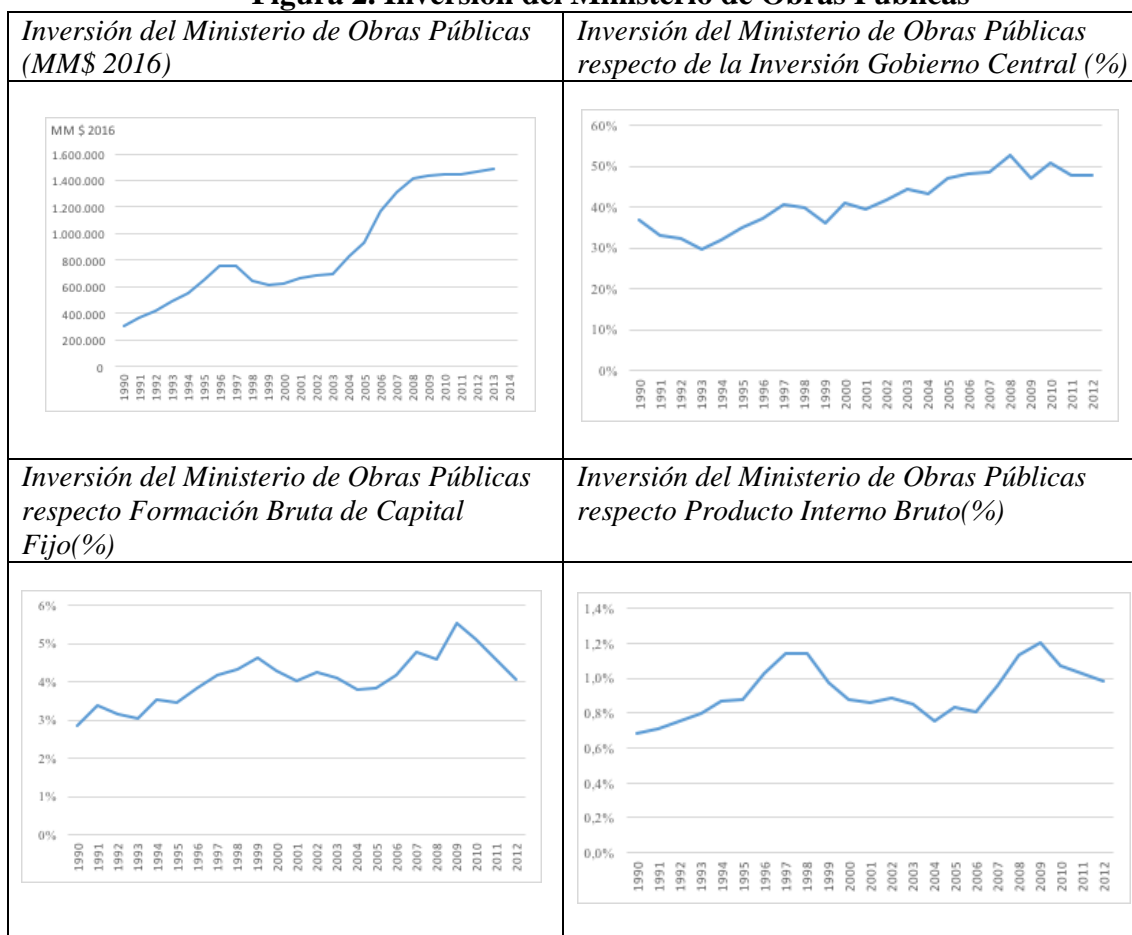 Figura 2. Inversión del Ministerio de Obras Públicas
Inversión del Ministerio de Obras Públicas
(MM$ 2016)
Inversión del Ministerio de Obras Públicas
respecto de la Inversión Gobierno Central (%)
MM $ 2016
1.600.000
1.400.000
1.200.000
1.000.000
800.000
600.000
400.000
200.000
0
1990 1991 1992 1993 1994 1995 1996 1997 1998 1999 2000 2001 2002 2003 2004 2005 2006 2007 2008 2009 2010 2011 2012 2013 2014
60%
50%
40%
30%
20%
10%
0%
1990 1991 1992 1993 1994 1995 1996 1997 1998 1999 2000 2001 2002 2003 2004 2005 2006 2007 2008 2009 2010 2011 2012
Inversión del Ministerio de Obras Públicas
respecto Formación Bruta de Capital
Fijo(%)
Inversión del Ministerio de Obras Públicas
respecto Producto Interno Bruto(%)
6%
5%
4%
3%
2%
1%
0%
1990 1991 1992 1993 1994 1995 1996 1997 1998 1999 2000 2001 2002 2003 2004 2005 2006 2007 2008 2009 2010 2011 2012
1,4%
1,2%
1,0%
0,8%
0,6%
0,4%
0,2%
0,0%
1990 1991 1992 1993 1994 1995 1996 1997 1998 1999 2000 2001 2002 2003 2004 2005 2006 2007 2008 2009 2010 2011 2012